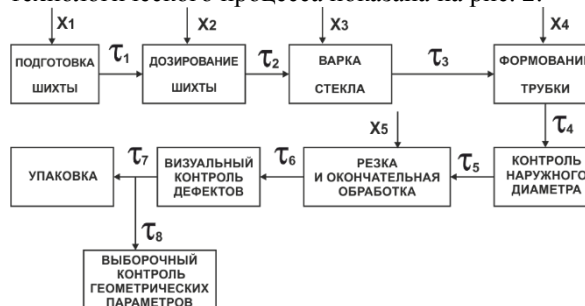 технологического процесса показана на рис. 2.
X1 X2 X3 X4
ПОДГОТОВКА
ШИХТЫ
τ1
ДОЗИРОВАНИЕ
ШИХТЫ
τ2
ВАРКА
СТЕКЛА
τ3
ФОРМОВАНИЕ
ТРУБКИ
τ4
X5
УПАКОВКА
τ7
ВИЗУАЛЬНЫЙ
КОНТРОЛЬ
ДЕФЕКТОВ
τ6
РЕЗКА
И ОКОНЧАТЕЛЬНАЯ
ОБРАБОТКА
τ5
КОНТРОЛЬ
НАРУЖНОГО
ДИАМЕТРА
τ8
ВЫБОРОЧНЫЙ
КОНТРОЛЬ
ГЕОМЕТРИЧЕСКИХ
ПАРАМЕТРОВ